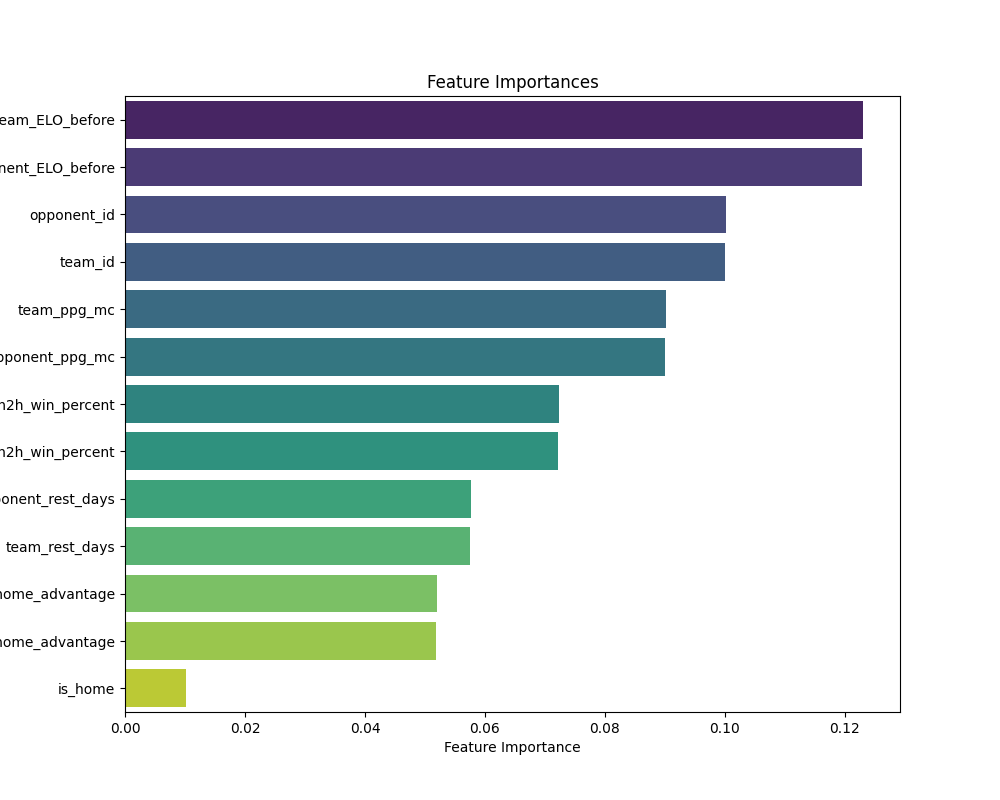 Feature Importances
eam_ELO_before
nent_ELO_before
opponent_id
team_id
team_ppg_mc
pponent_ppg_mc
h2h_win_percent
h2h_win_percent
onent_rest_days
team_rest_days
home_advantage
home_advantage
is_home
0.00 0.02 0.04 0.06 0.08 0.10 0.12
Feature Importance